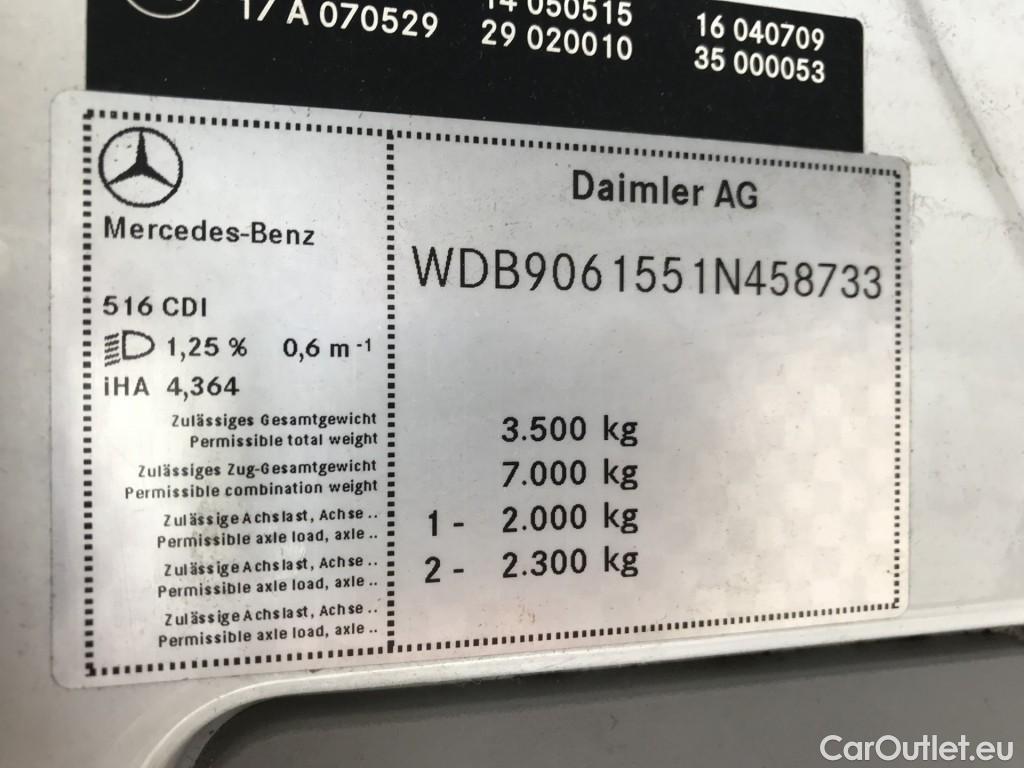 14 050515 16 040709
17 A 070529 29 020010 35 000053
Daimler AG
Mercedes-Benz
WDB9061551N458733
516 CDI
1,25 % 0,6 m -1
iHA 4,364
Zulässiges Gesamtgewicht
Permissible total weight 3.500 kg
Zulässiges Zug-Gesamtgewicht
Permissible combination weight 7.000 kg
Zulässige Achslast, Achse ..
Permissible axle load, axle .. 1 - 2.000 kg
Zulässige Achslast, Achse ..
Permissible axle load, axle .. 2 - 2.300 kg
Zulässige Achslast, Achse ..
Permissible axle load, axle ..
CarOutlet.eu